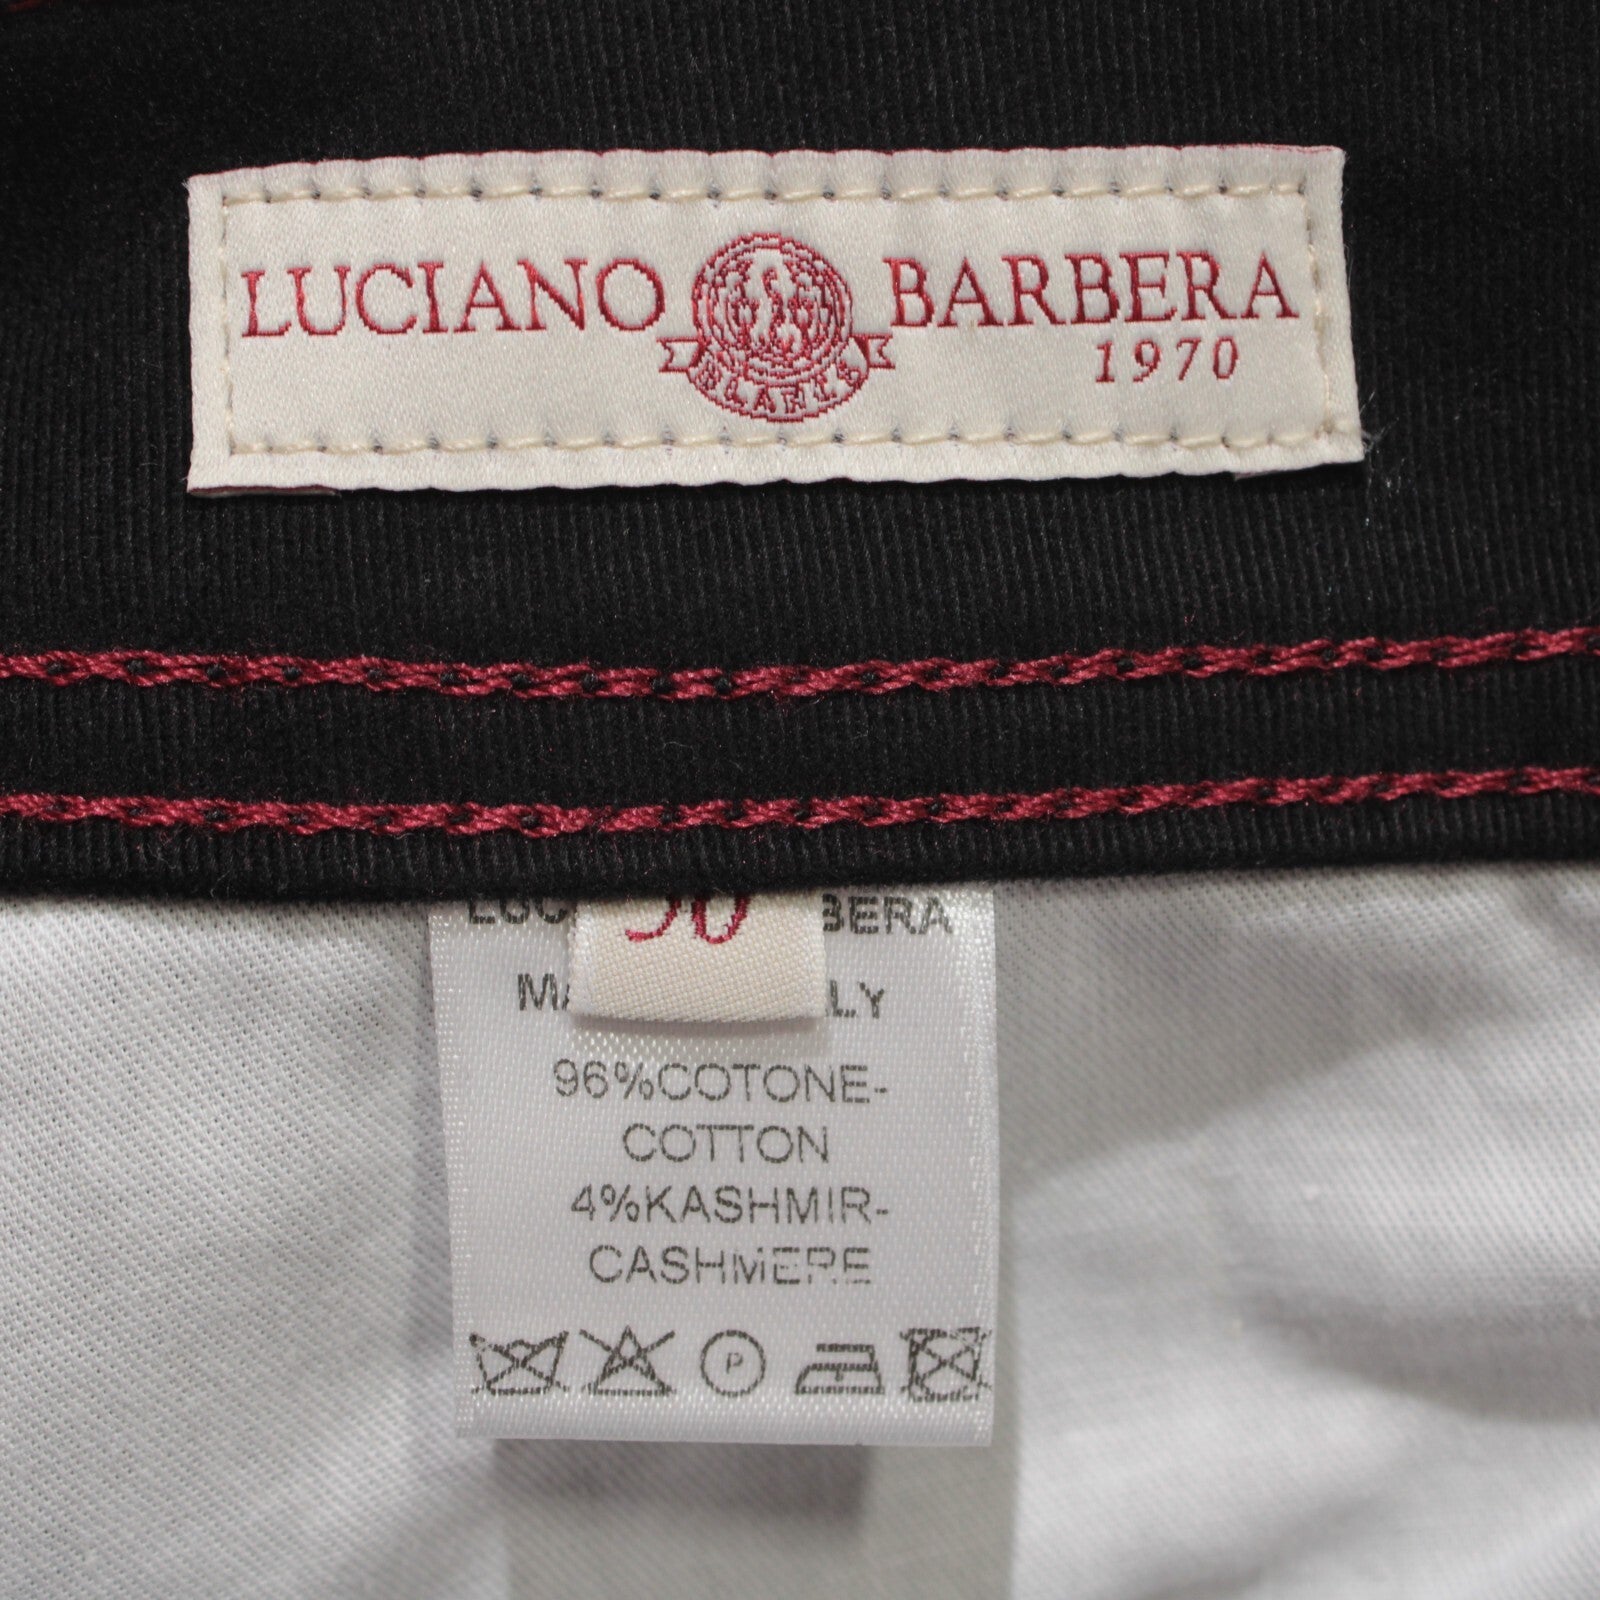 LUCIANO BARBERA
1970
96%COTONE-
COTTON
4%KASHMIR-
CASHMERE
P